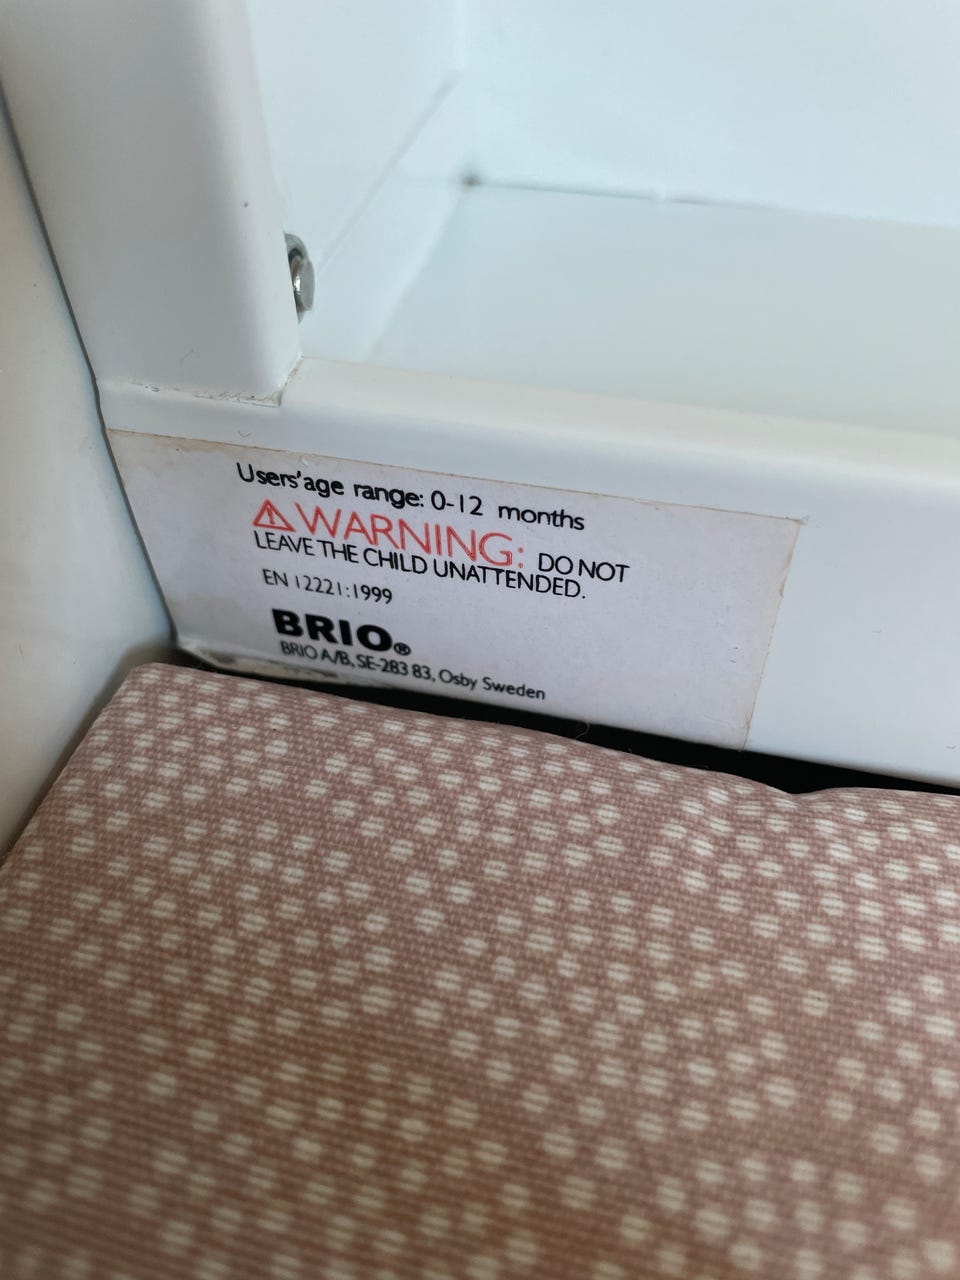 Users'age range: 0-12 months
⚠WARNING: DO NOT
LEAVE THE CHILD UNATTENDED.
EN 12221:1999
BRIO®
BRIO A/B, SE-283 83, Osby Sweden